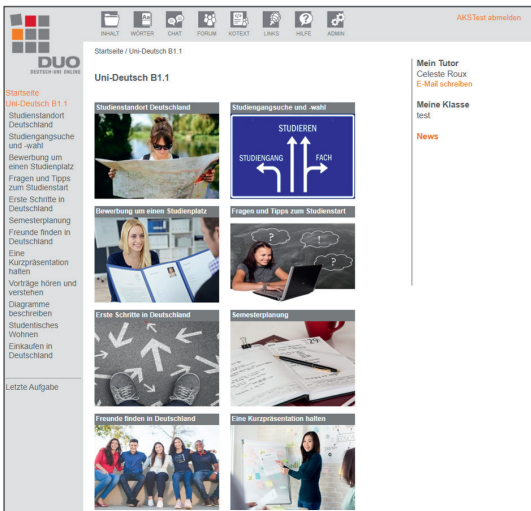 INHALT WÖRTER CHAT FORUM KOTEXT LINKS HILFE ADMIN
AKSTest abmelden
DUO
DEUTSCH-UNI ONLINE
Startseite
Uni-Deutsch B1.1
Studienstandort
Deutschland
Studiengangsuche
und -wahl
Bewerbung um
einen Studienplatz
Fragen und Tipps
zum Studienstart
Erste Schritte in
Deutschland
Semesterplanung
Freunde finden in
Deutschland
Eine
Kurzpräsentation
halten
Vorträge hören und
verstehen
Diagramme
beschreiben
Studentisches
Wohnen
Einkaufen in
Deutschland
Letzte Aufgabe
Startseite / Uni-Deutsch B1.1
Uni-Deutsch B1.1
Studienstandort Deutschland
Studiengangsuche und -wahl
STUDIEREN
STUDIENGANG FACH
Bewerbung um einen Studienplatz
Fragen und Tipps zum Studienstart
Erste Schritte in Deutschland
Semesterplanung
29
Freunde finden in Deutschland
Eine Kurzpräsentation halten
Mein Tutor
Celeste Roux
E-Mail schreiben
Meine Klasse
test
News